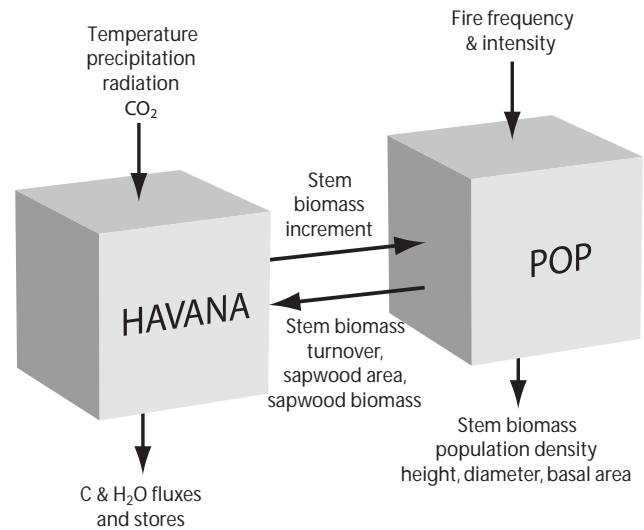 Temperature
precipitation
radiation
CO₂
Fire frequency
& intensity
Stem
biomass
increment
HAVANA
POP
Stem biomass
turnover,
sapwood area,
sapwood biomass
C & H₂O fluxes
and stores
Stem biomass
population density
height, diameter, basal area